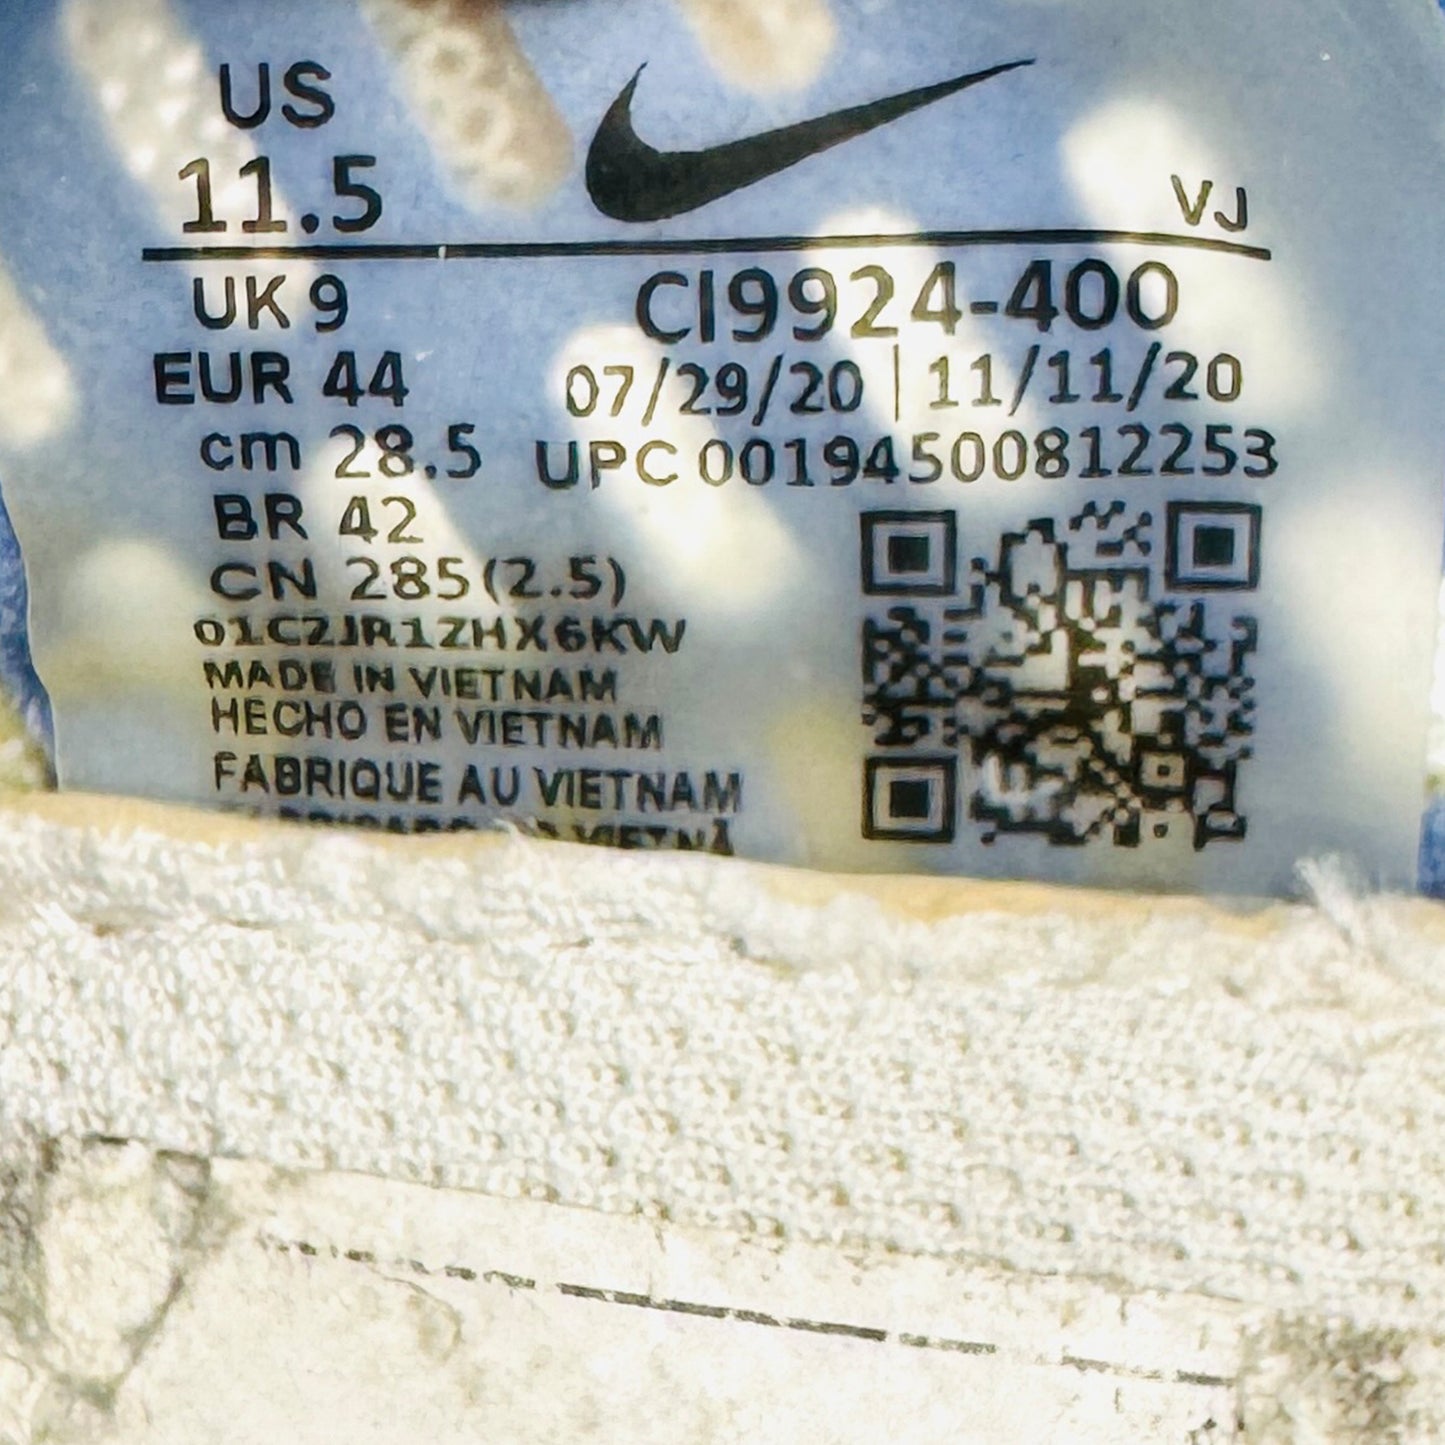 US
11.5
VJ
UK 9
CI9924-400
EUR 44
07/29/20 | 11/11/20
cm 28.5
UPC 00194500812253
BR 42
CN 285(2.5)
01CZJR1ZHX6KW
MADE IN VIETNAM
HECHO EN VIETNAM
FABRIQUE AU VIETNAM